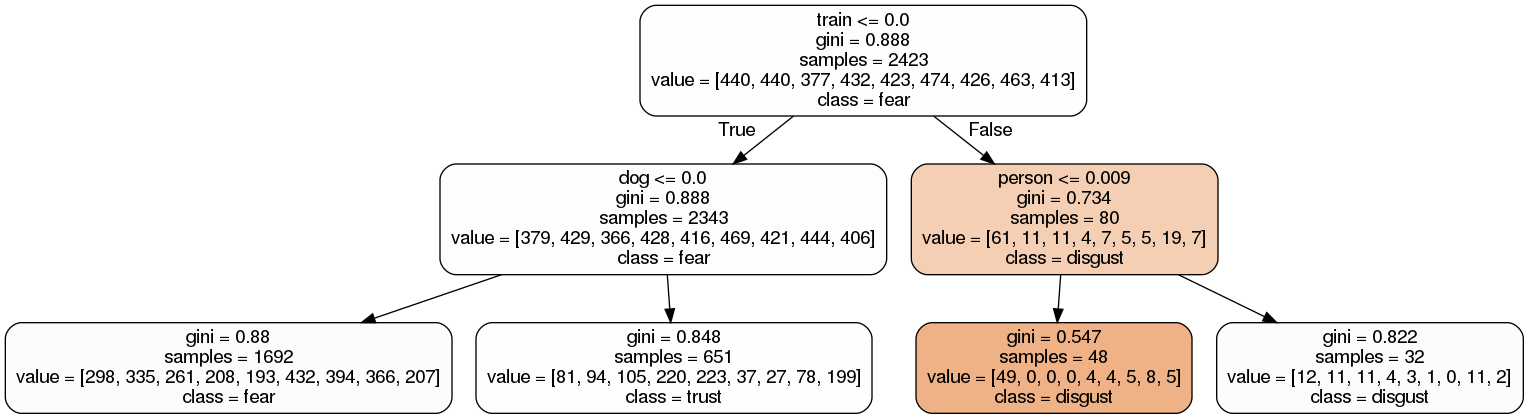 train <= 0.0
gini = 0.888
samples = 2423
value = [440, 440, 377, 432, 423, 474, 426, 463, 413]
class = fear
True
False
dog <= 0.0
gini = 0.888
samples = 2343
value = [379, 429, 366, 428, 416, 469, 421, 444, 406]
class = fear
person <= 0.009
gini = 0.734
samples = 80
value = [61, 11, 11, 4, 7, 5, 5, 19, 7]
class = disgust
gini = 0.88
samples = 1692
value = [298, 335, 261, 208, 193, 432, 394, 366, 207]
class = fear
gini = 0.848
samples = 651
value = [81, 94, 105, 220, 223, 37, 27, 78, 199]
class = trust
gini = 0.547
samples = 48
value = [49, 0, 0, 0, 4, 4, 5, 8, 5]
class = disgust
gini = 0.822
samples = 32
value = [12, 11, 11, 4, 3, 1, 0, 11, 2]
class = disgust